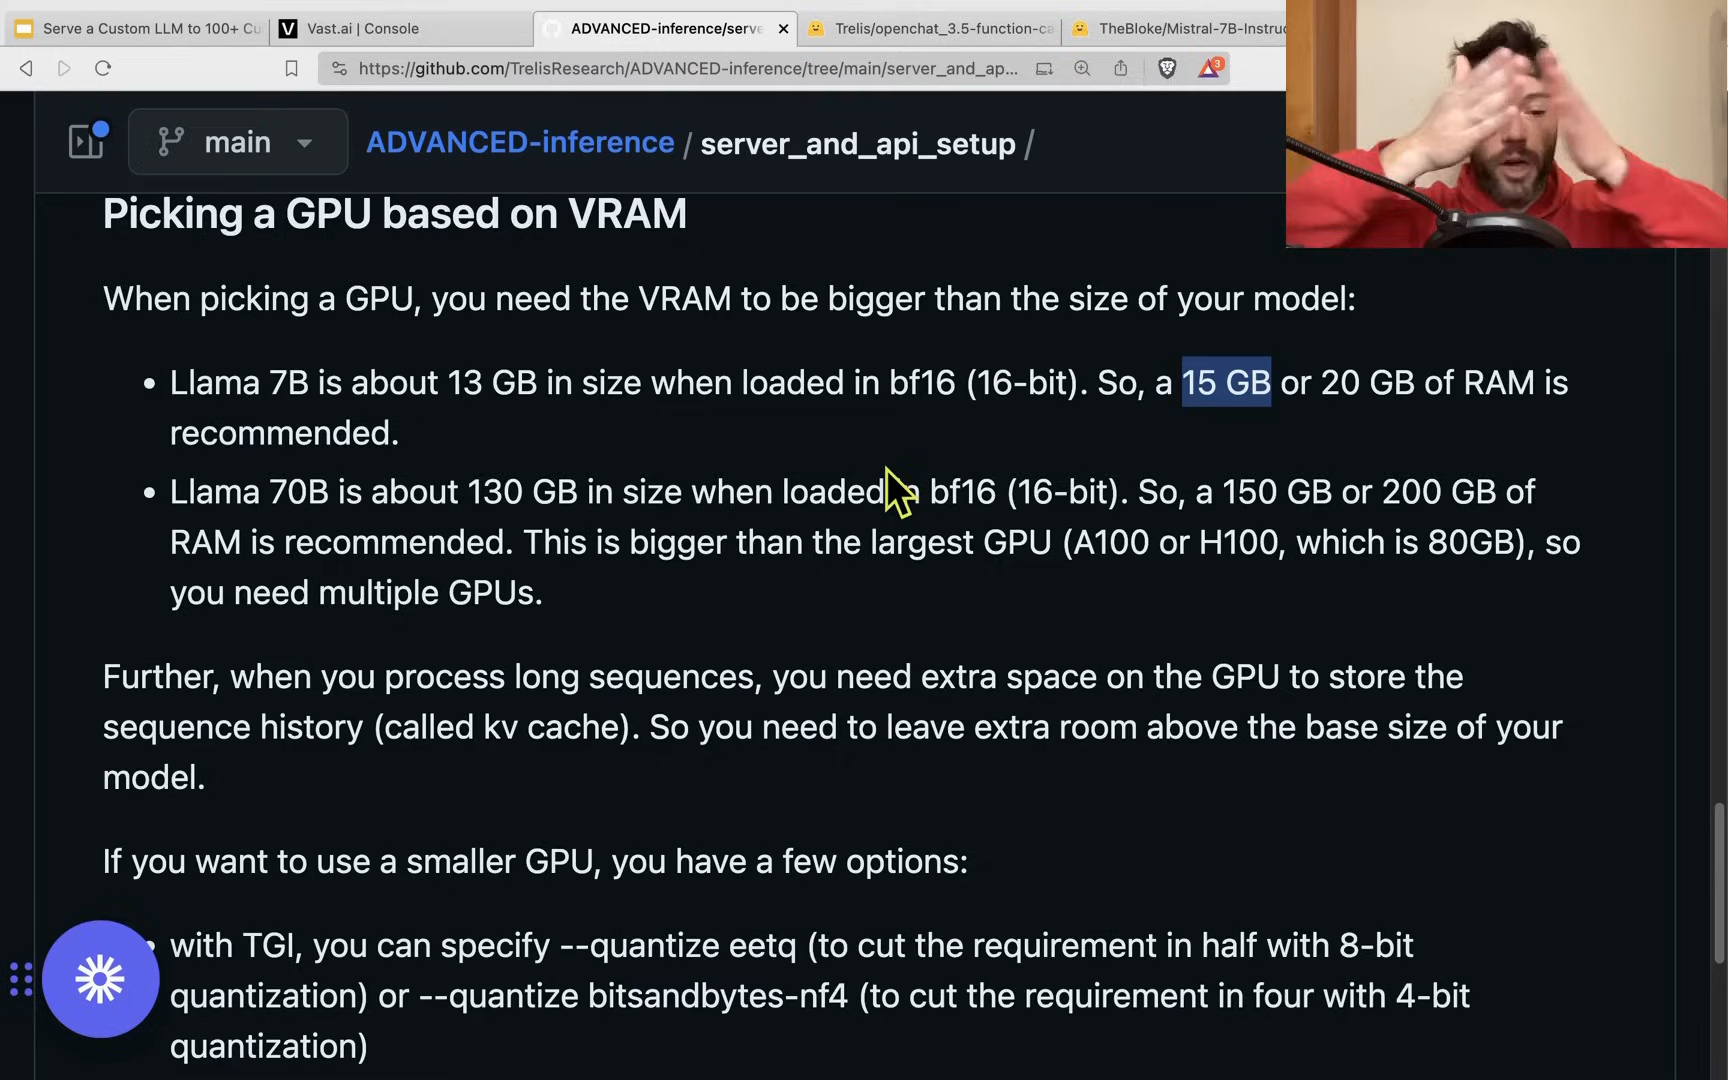 Serve a Custom LLM to 100+ Cu
Vast.ai | Console
ADVANCED-inference/serve
Trelis/openchat_3.5-function-ca
TheBloke/Mistral-7B-Instruc
https://github.com/TrelisResearch/ADVANCED-inference/tree/main/server_and_ap...
3
main
ADVANCED-inference / server_and_api_setup /
Picking a GPU based on VRAM
When picking a GPU, you need the VRAM to be bigger than the size of your model:
• Llama 7B is about 13 GB in size when loaded in bf16 (16-bit). So, a 15 GB or 20 GB of RAM is
recommended.
• Llama 70B is about 130 GB in size when loaded bf16 (16-bit). So, a 150 GB or 200 GB of
RAM is recommended. This is bigger than the largest GPU (A100 or H100, which is 80GB), so
you need multiple GPUs.
Further, when you process long sequences, you need extra space on the GPU to store the
sequence history (called kv cache). So you need to leave extra room above the base size of your
model.
If you want to use a smaller GPU, you have a few options:
• with TGI, you can specify --quantize eetq (to cut the requirement in half with 8-bit
quantization) or --quantize bitsandbytes-nf4 (to cut the requirement in four with 4-bit
quantization)